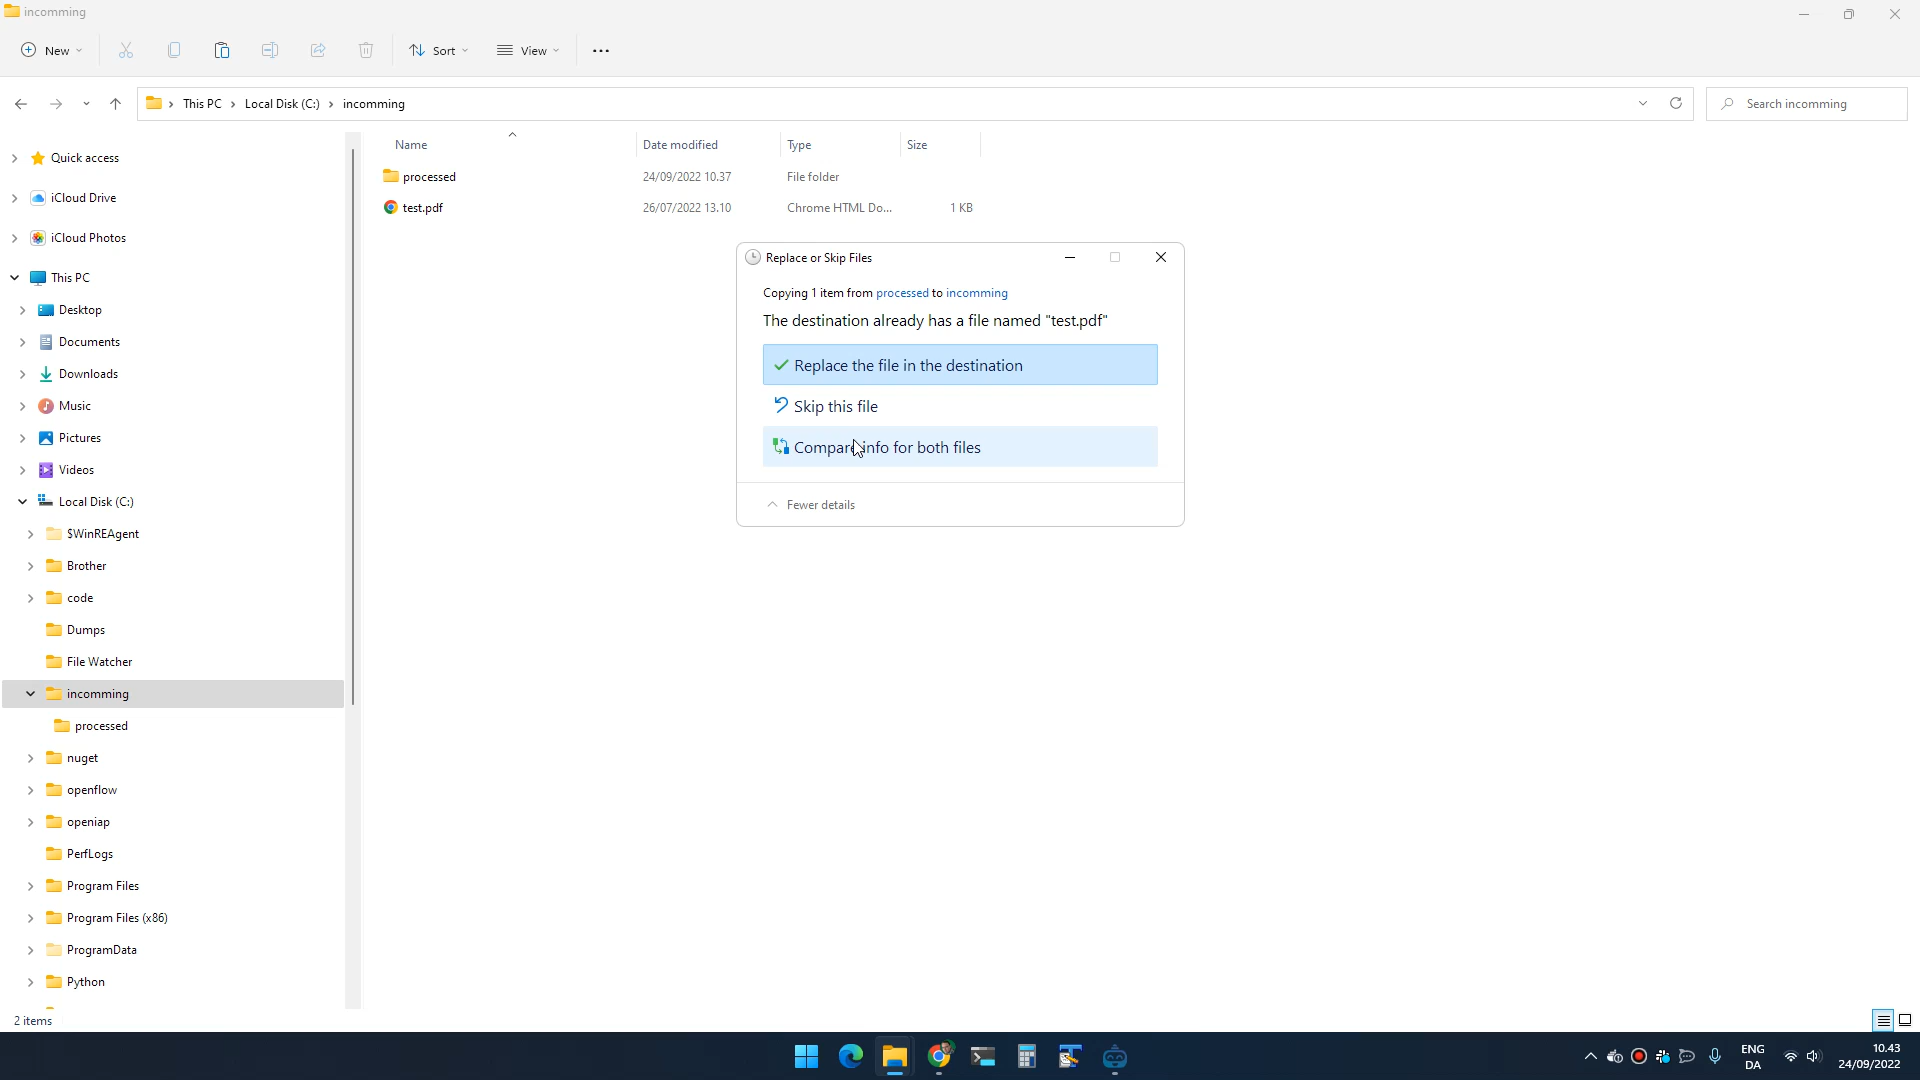 incomming
New
Sort
View
This PC
Local Disk (C:)
incomming
Search incomming
Name
Date modified
Type
Size
processed
24/09/2022 10.37
File folder
test.pdf
26/07/2022 13.10
Chrome HTML Do...
1 KB
Quick access
iCloud Drive
iCloud Photos
This PC
Desktop
Documents
Downloads
Music
Pictures
Videos
Local Disk (C:)
$WinREAgent
Brother
code
Dumps
File Watcher
incomming
processed
nuget
openflow
openiap
PerfLogs
Program Files
Program Files (x86)
ProgramData
Python
Replace or Skip Files
Copying 1 item from processed to incomming
The destination already has a file named "test.pdf"
Replace the file in the destination
Skip this file
Compare info for both files
Fewer details
2 items
ENG
DA
10.43
24/09/2022